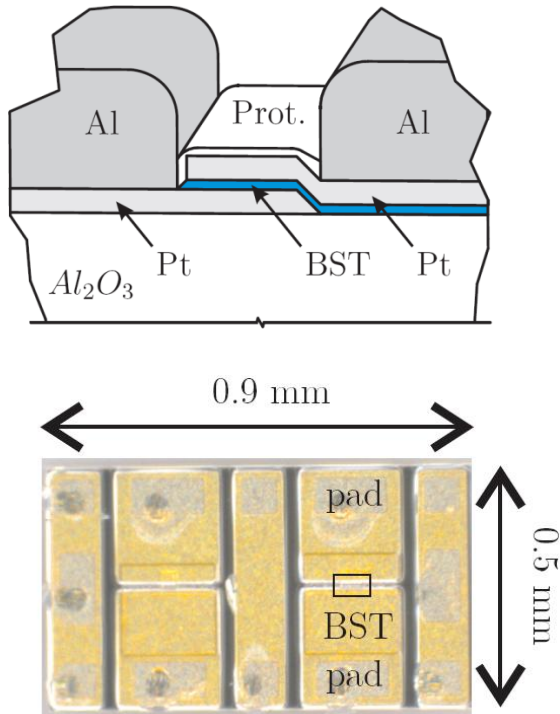 Al
Prot.
Al
Pt
BST
Pt
Al₂O₃
0.9 mm
pad
BST
pad
0.5 mm